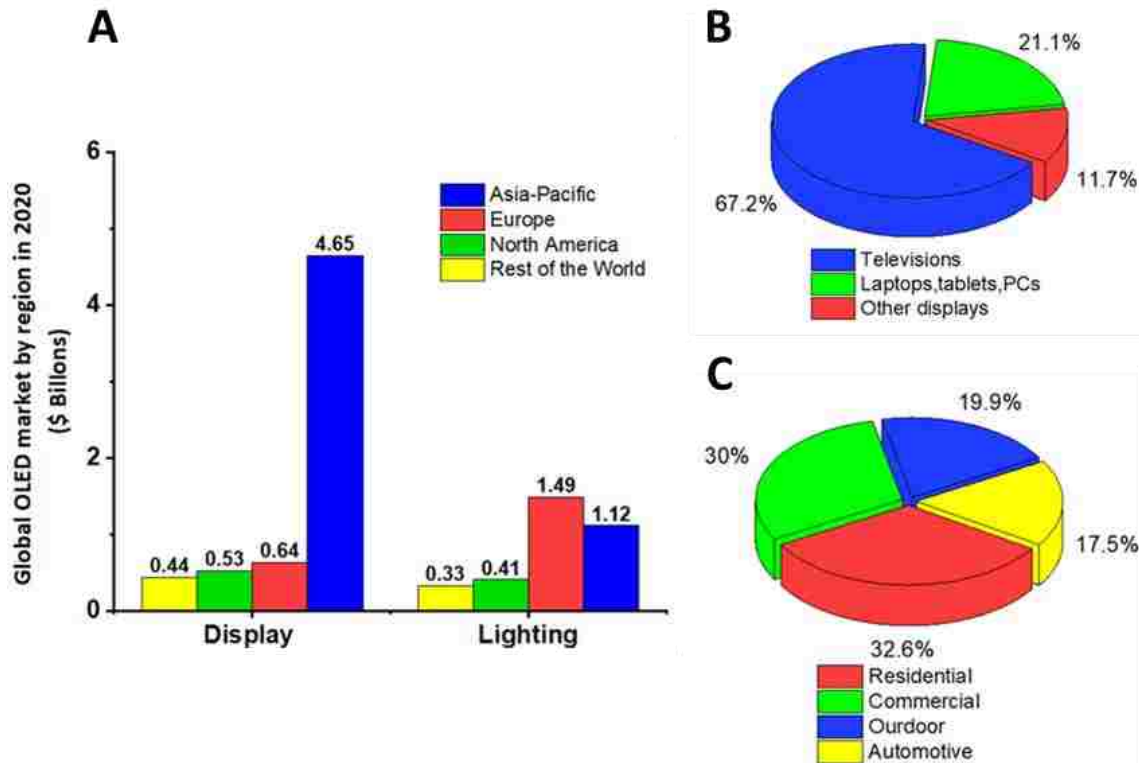 A
Global OLED market by region in 2020
($ Billons)
6
4
2
0
Asia-Pacific
Europe
North America
Rest of the World
0.44
0.53
0.64
4.65
0.33
0.41
1.49
1.12
Display
Lighting
B
21.1%
11.7%
67.2%
Televisions
Laptops,tablets,PCs
Other displays
C
19.9%
30%
17.5%
32.6%
Residential
Commercial
Ourdoor
Automotive